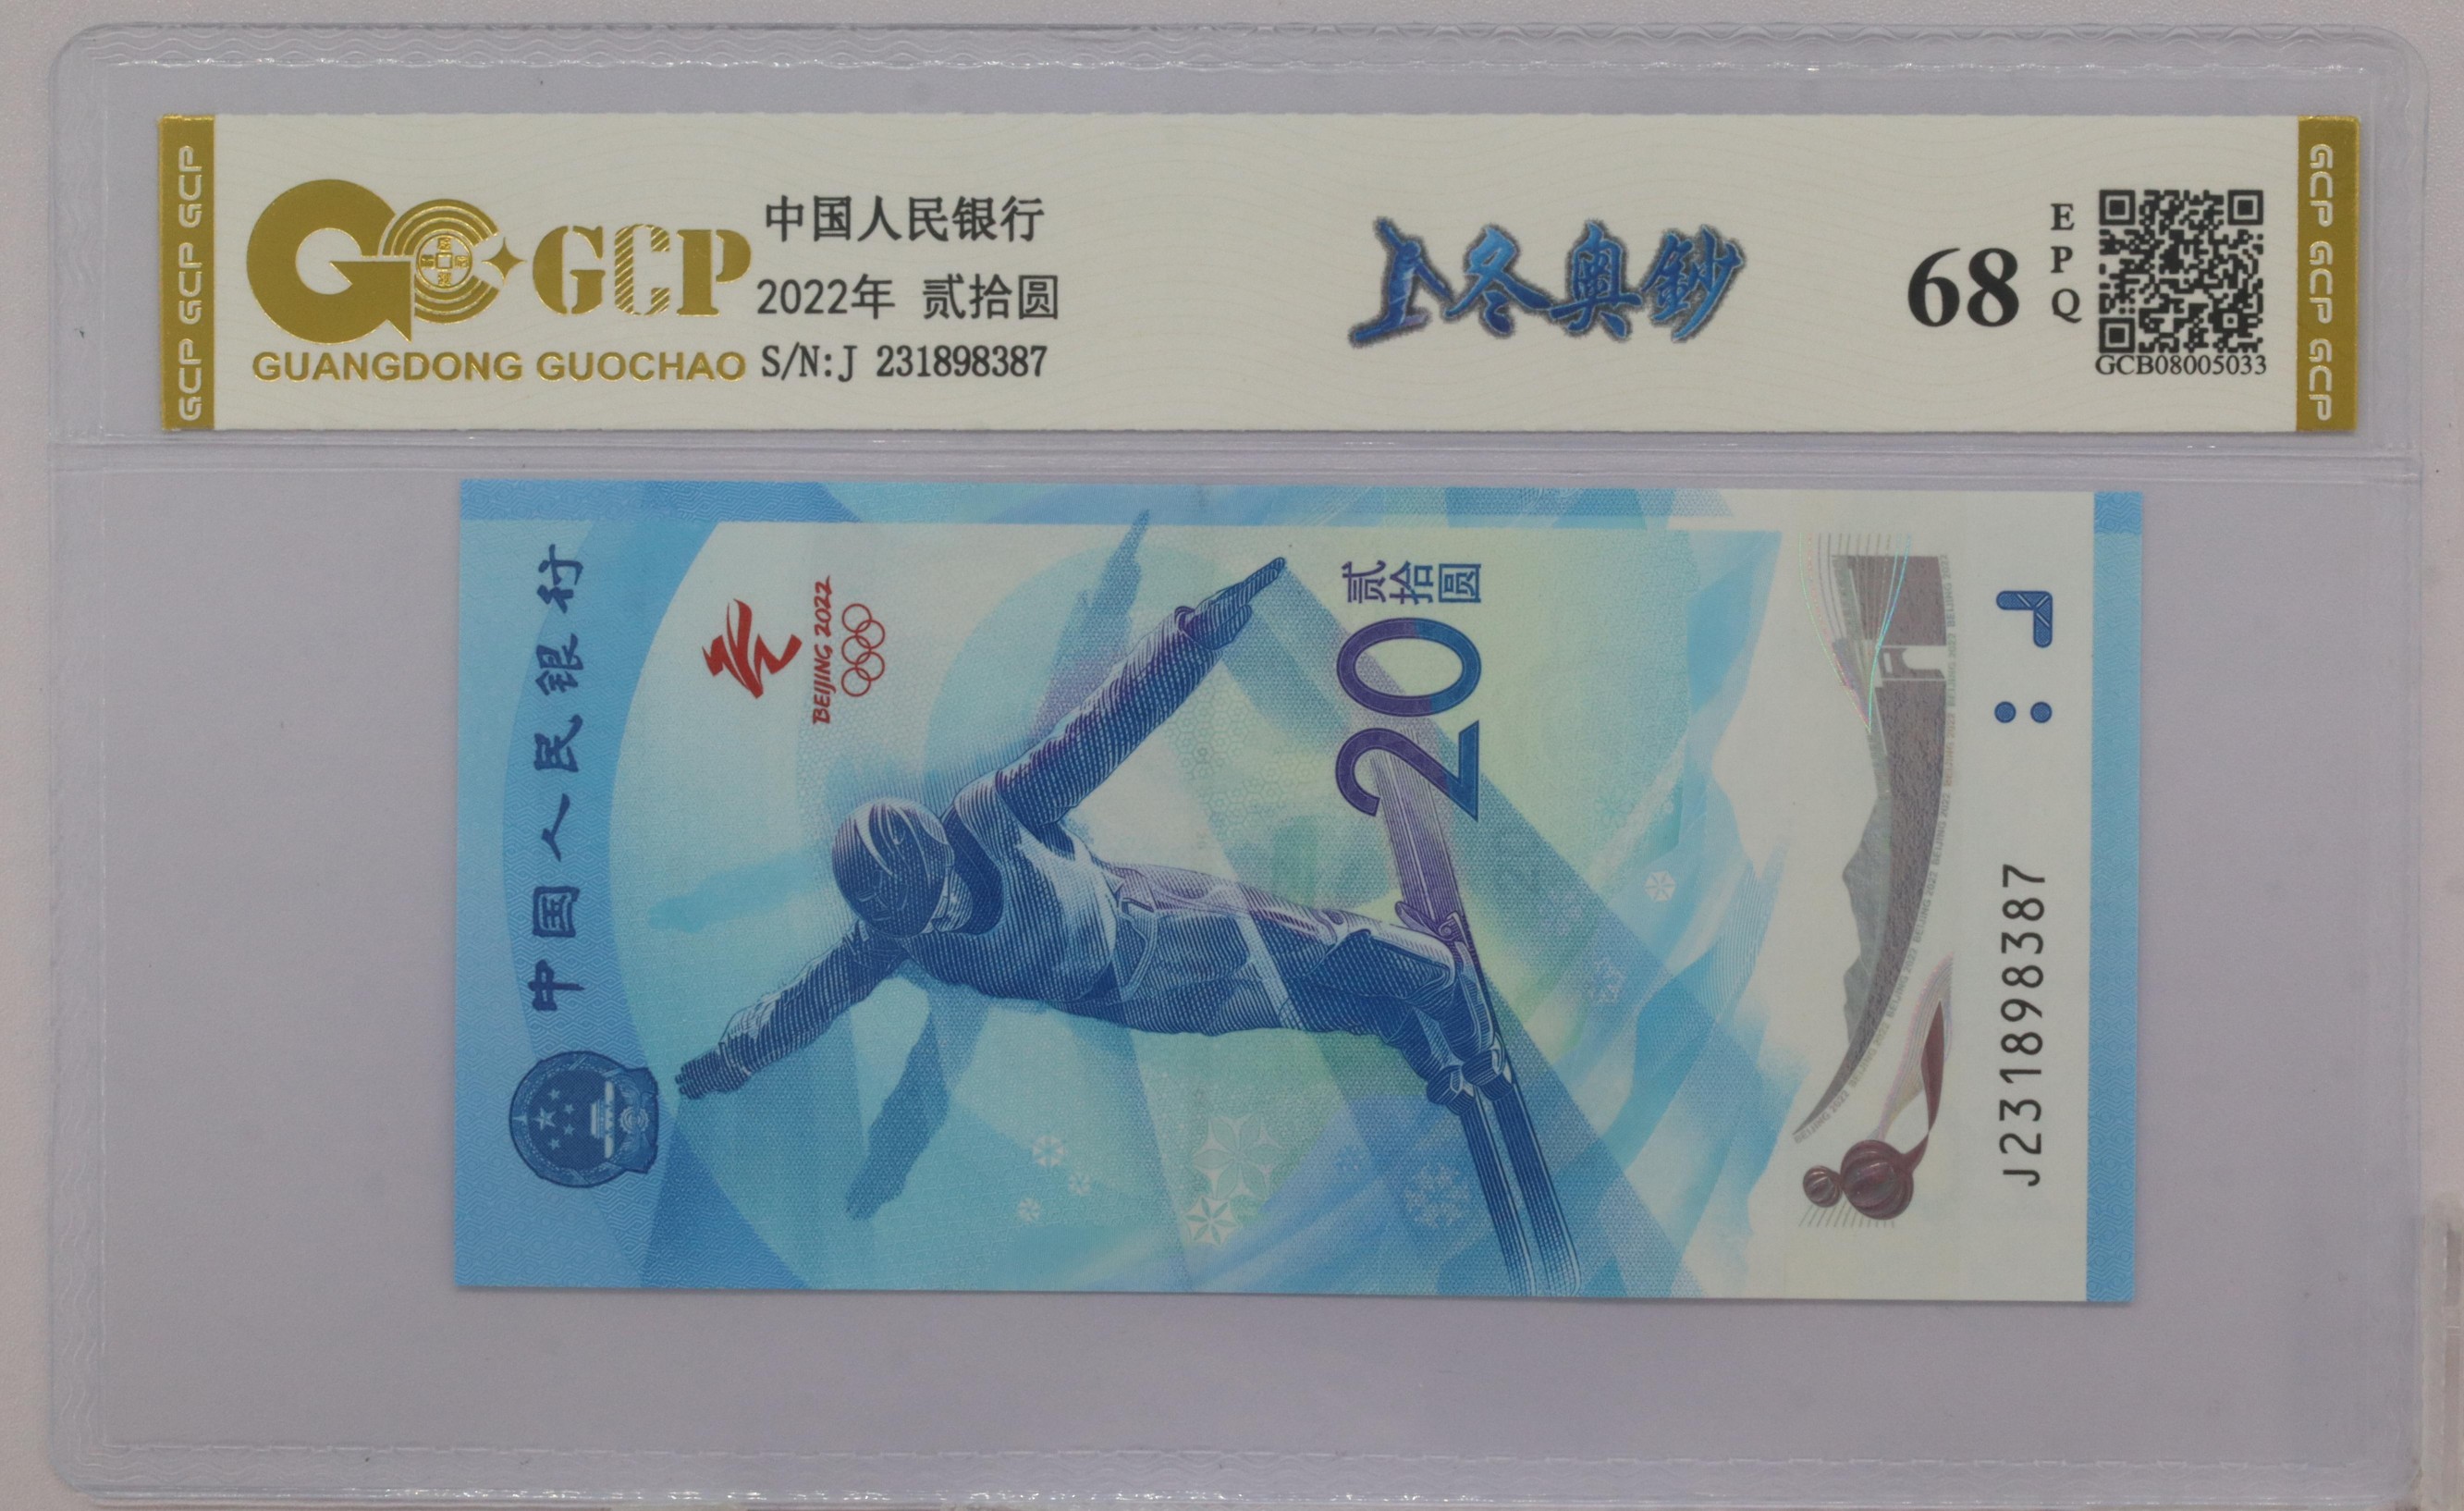 GCP GCP GCP
GCP
GUANGDONG GUOCHAO
中国人民银行
2022年 贰拾圆
S/N:J 231898387
上冬奥鈔
68
EPQ
GCB08005033
GCP GCP GCP
中国人民银行
BEIJING 2022
贰拾圆
20
J231898387